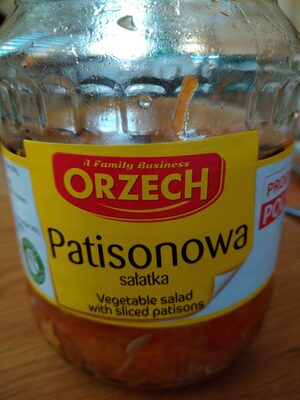 A Family Business
ORZECH
Patisonowa
sałatka
Vegetable salad
with sliced patisons